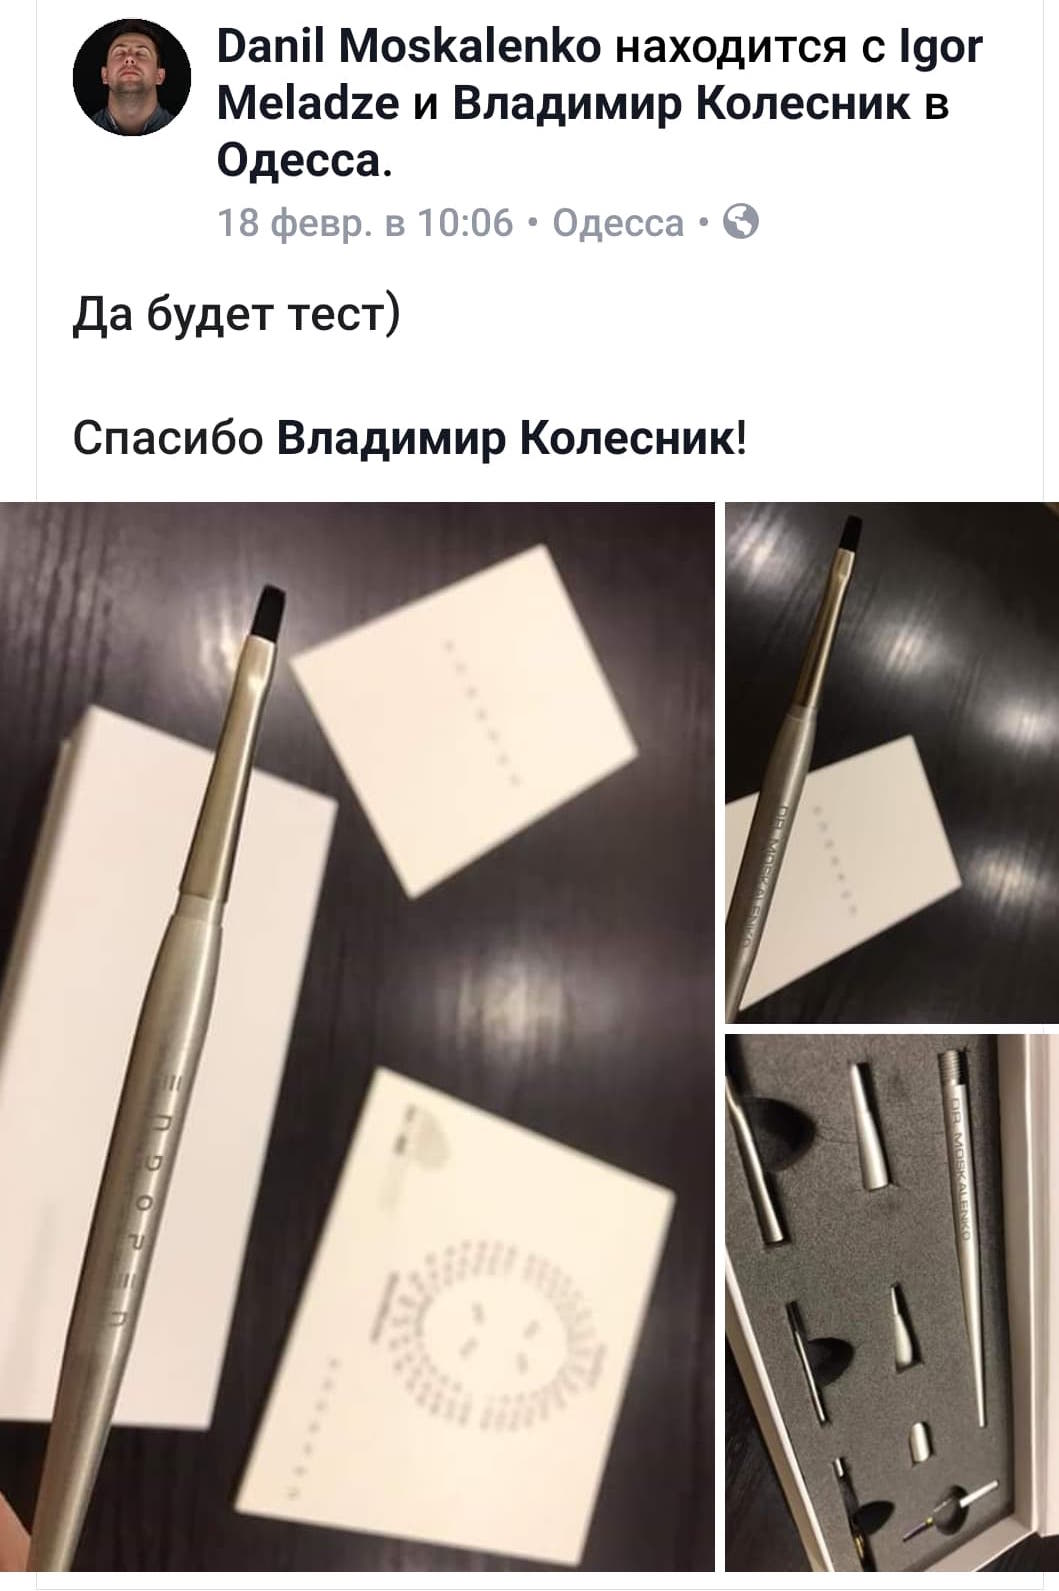 Danil Moskalenko находится с Igor
Meladze и Владимир Колесник в
Одесса.
18 февр. в 10:06 • Одесса •
Да будет тест)
Спасибо Владимир Колесник!
ENDOPEN
DR. MOSKALENKO
DR. MOSKALENKO